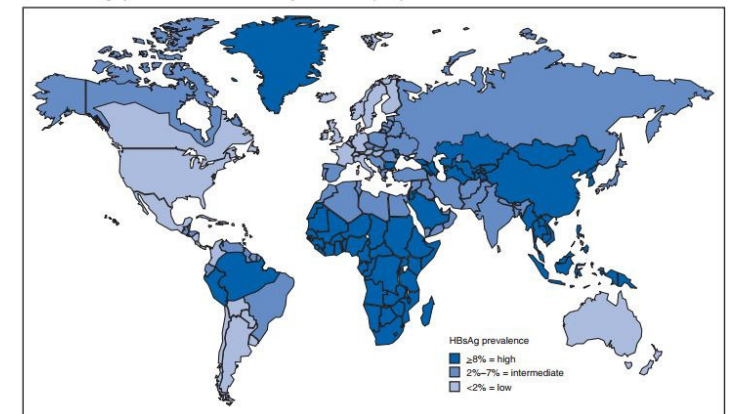 HBsAg prevalence
≥8% = high
2%–7% = intermediate
<2% = low